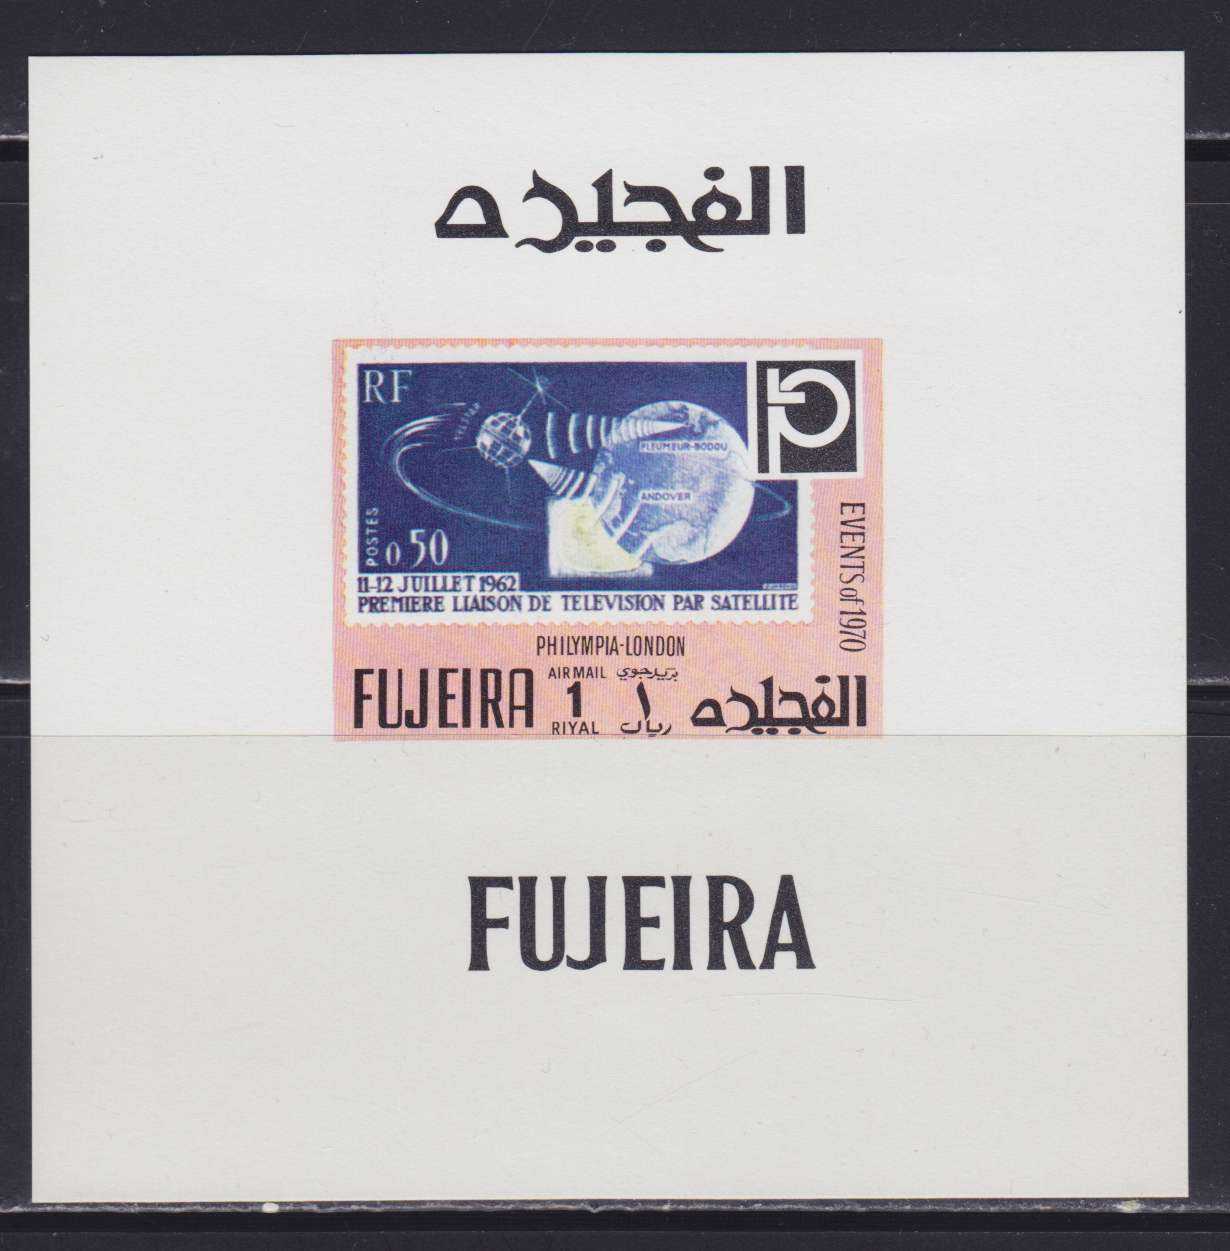 الفجيره
RF
TELSTAR
PLEUMEUR-BODOU
ANDOVER
POSTES
0,50
11-12 JUILLET 1962
PREMIERE LIAISON DE TELEVISION PAR SATELLITE
EVENTS of 1970
PHILYMPIA-LONDON
FUJEIRA AIRMAIL بريد جوي الفجيره
1 ١
RIYAL ريال
FUJEIRA